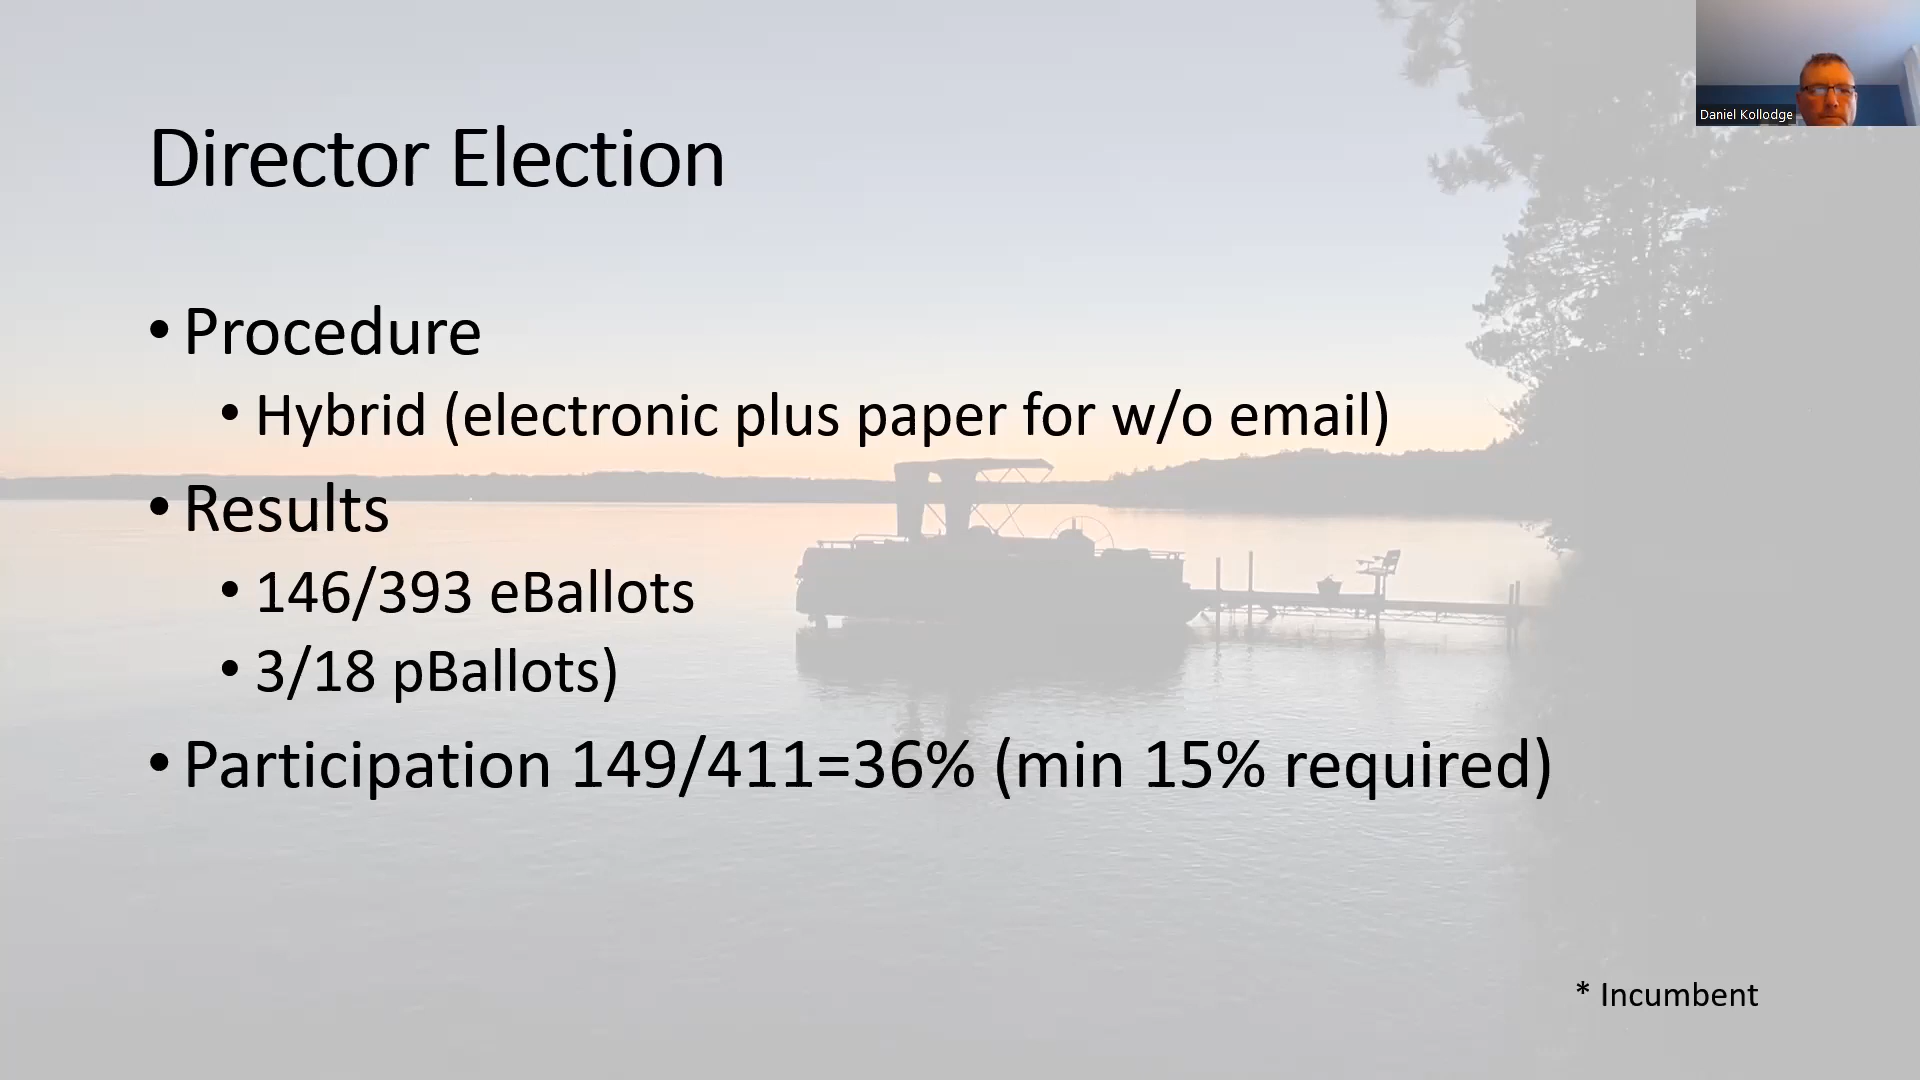 Daniel Kollodge
Director Election
• Procedure
• Hybrid (electronic plus paper for w/o email)
• Results
• 146/393 eBallots
• 3/18 pBallots)
• Participation 149/411=36% (min 15% required)
* Incumbent